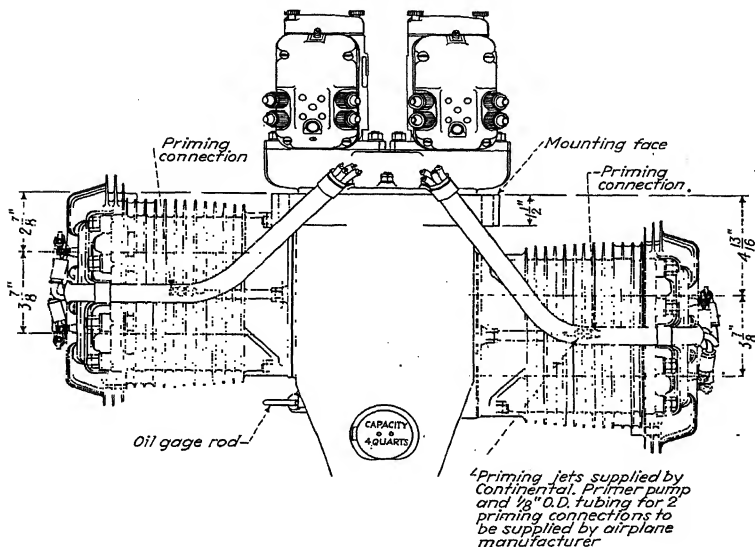 Priming
connection
Mounting face
Priming
connection
1 1/2"
2 7/8"
4 13/16"
3 7/8"
3 7/8"
Oil gage rod
CAPACITY
4 QUARTS
Priming jets supplied by
Continental. Primer pump
and 1/8" O.D. tubing for 2
priming connections to
be supplied by airplane
manufacturer